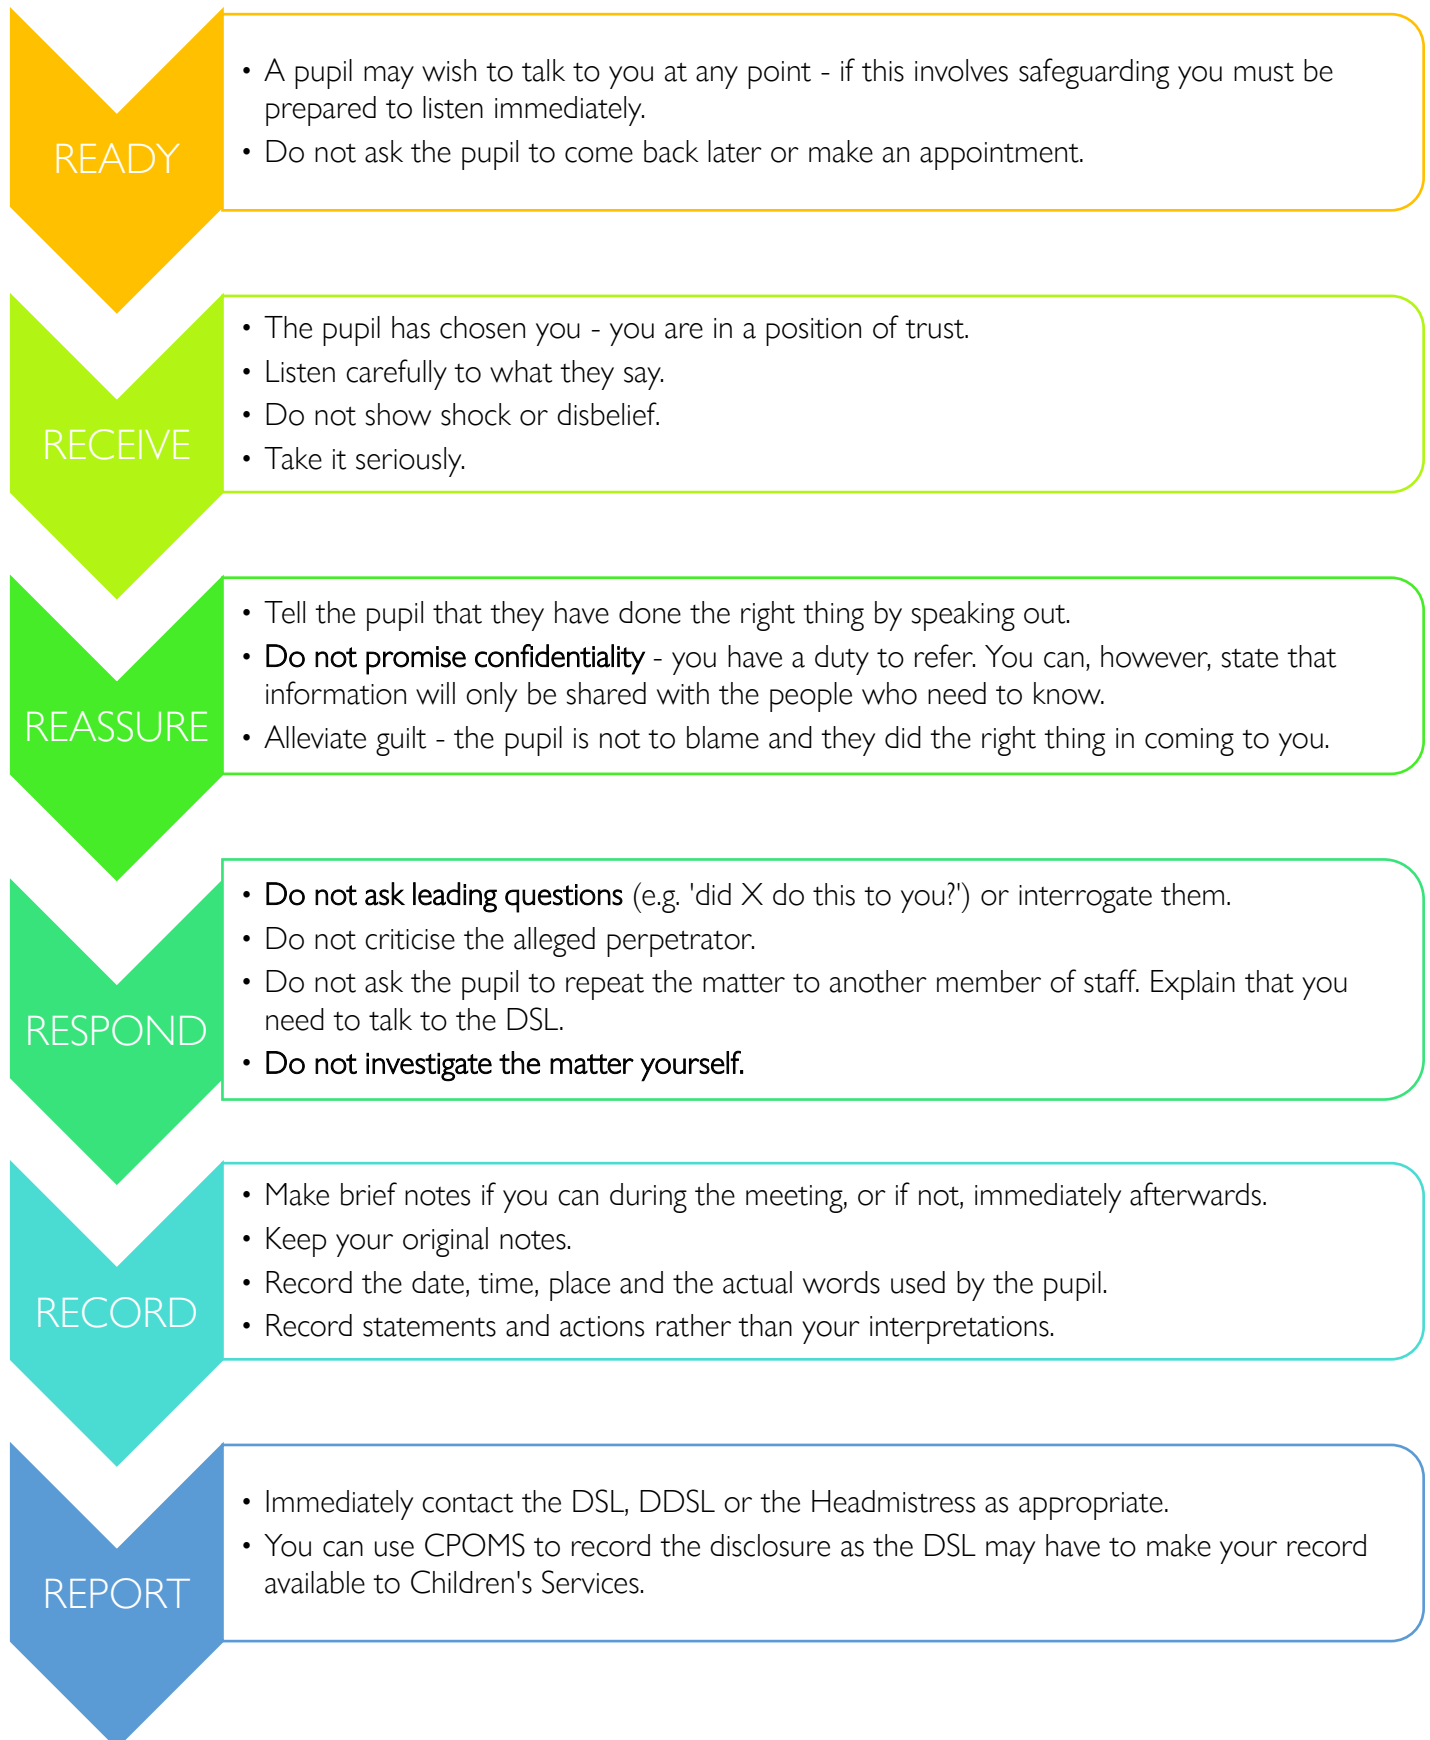 READY
• A pupil may wish to talk to you at any point - if this involves safeguarding you must be
prepared to listen immediately.
• Do not ask the pupil to come back later or make an appointment.
RECEIVE
• The pupil has chosen you - you are in a position of trust.
• Listen carefully to what they say.
• Do not show shock or disbelief.
• Take it seriously.
REASSURE
• Tell the pupil that they have done the right thing by speaking out.
• Do not promise confidentiality - you have a duty to refer. You can, however, state that
information will only be shared with the people who need to know.
• Alleviate guilt - the pupil is not to blame and they did the right thing in coming to you.
RESPOND
• Do not ask leading questions (e.g. 'did X do this to you?') or interrogate them.
• Do not criticise the alleged perpetrator.
• Do not ask the pupil to repeat the matter to another member of staff. Explain that you
need to talk to the DSL.
• Do not investigate the matter yourself.
RECORD
• Make brief notes if you can during the meeting, or if not, immediately afterwards.
• Keep your original notes.
• Record the date, time, place and the actual words used by the pupil.
• Record statements and actions rather than your interpretations.
REPORT
• Immediately contact the DSL, DDSL or the Headmistress as appropriate.
• You can use CPOMS to record the disclosure as the DSL may have to make your record
available to Children's Services.